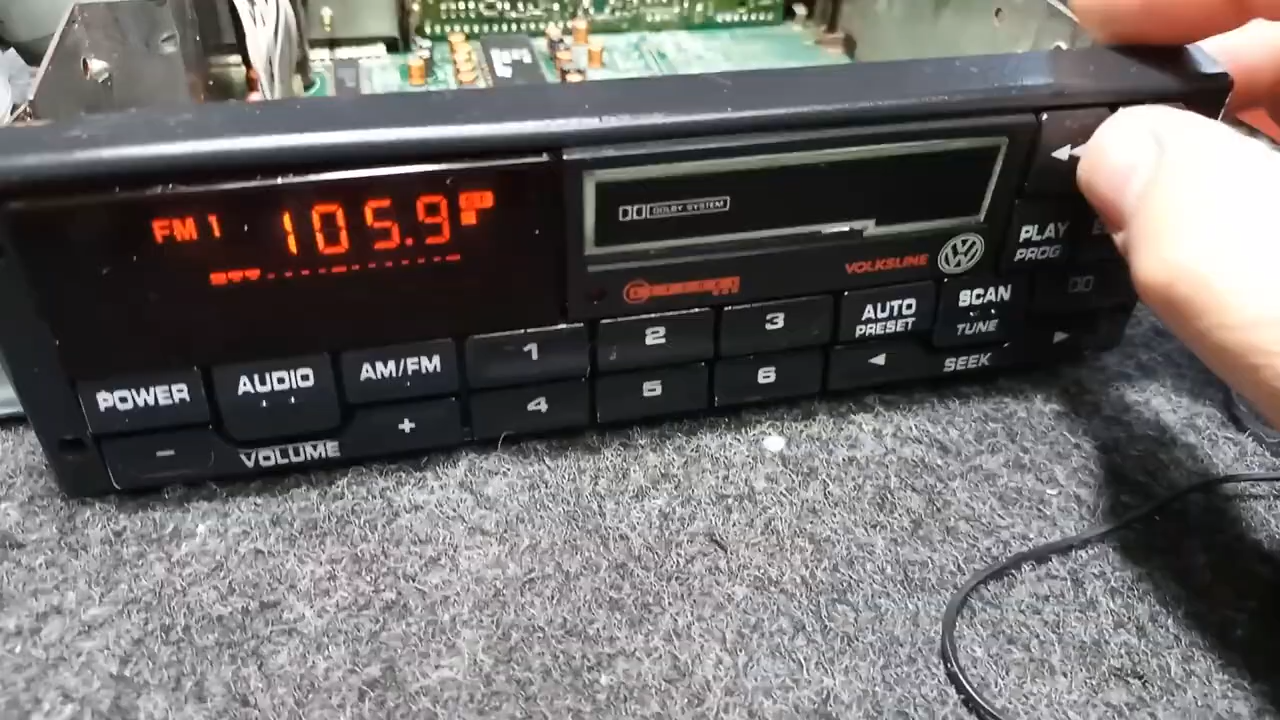 FM 1 105.9
DOLBY SYSTEM
VOLKSLINE
PLAY
PROG
POWER
AUDIO
AM/FM
1
2
3
AUTO
PRESET
SCAN
TUNE
- VOLUME +
4
5
6
SEEK